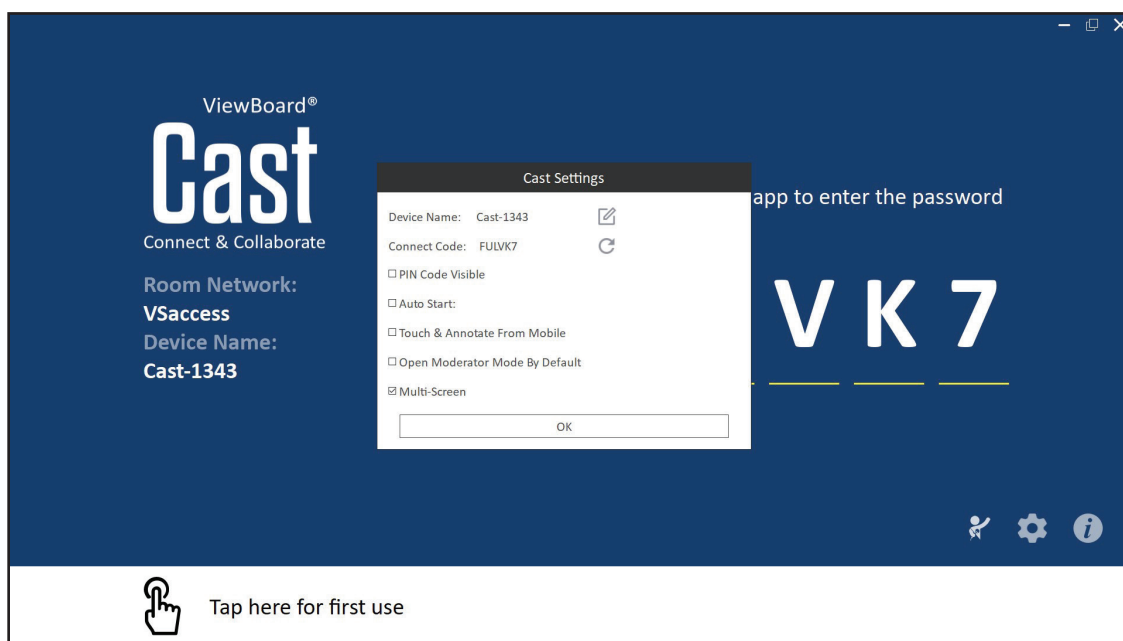 ViewBoard®
Cast
Connect & Collaborate
Room Network:
VSaccess
Device Name:
Cast-1343
Cast Settings
Device Name: Cast-1343
Connect Code: FULVK7
PIN Code Visible
Auto Start:
Touch & Annotate From Mobile
Open Moderator Mode By Default
Multi-Screen
OK
app to enter the password
V K 7
Tap here for first use